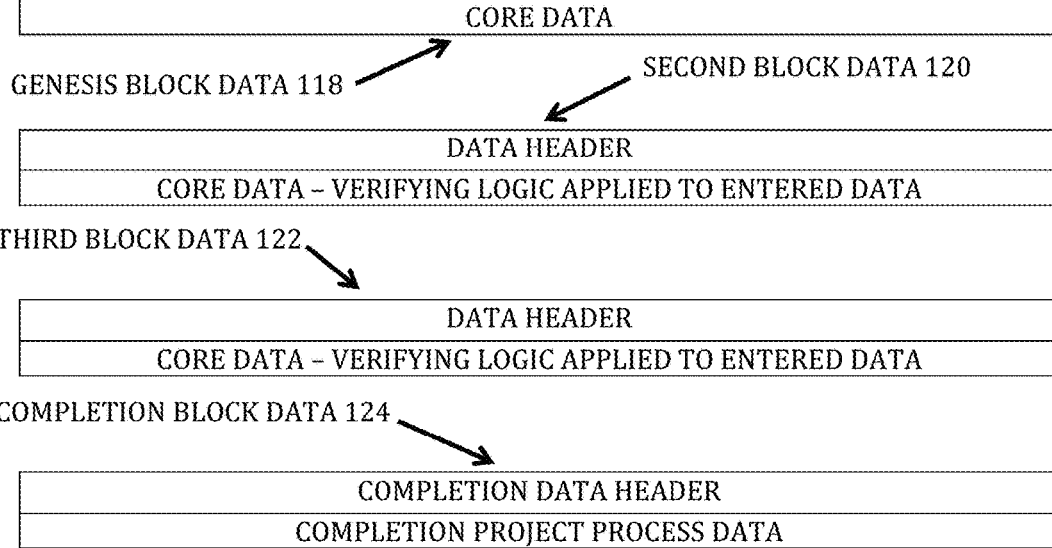 CORE DATA
GENESIS BLOCK DATA 118
SECOND BLOCK DATA 120
DATA HEADER
CORE DATA – VERIFYING LOGIC APPLIED TO ENTERED DATA
THIRD BLOCK DATA 122
DATA HEADER
CORE DATA – VERIFYING LOGIC APPLIED TO ENTERED DATA
COMPLETION BLOCK DATA 124
COMPLETION DATA HEADER
COMPLETION PROJECT PROCESS DATA